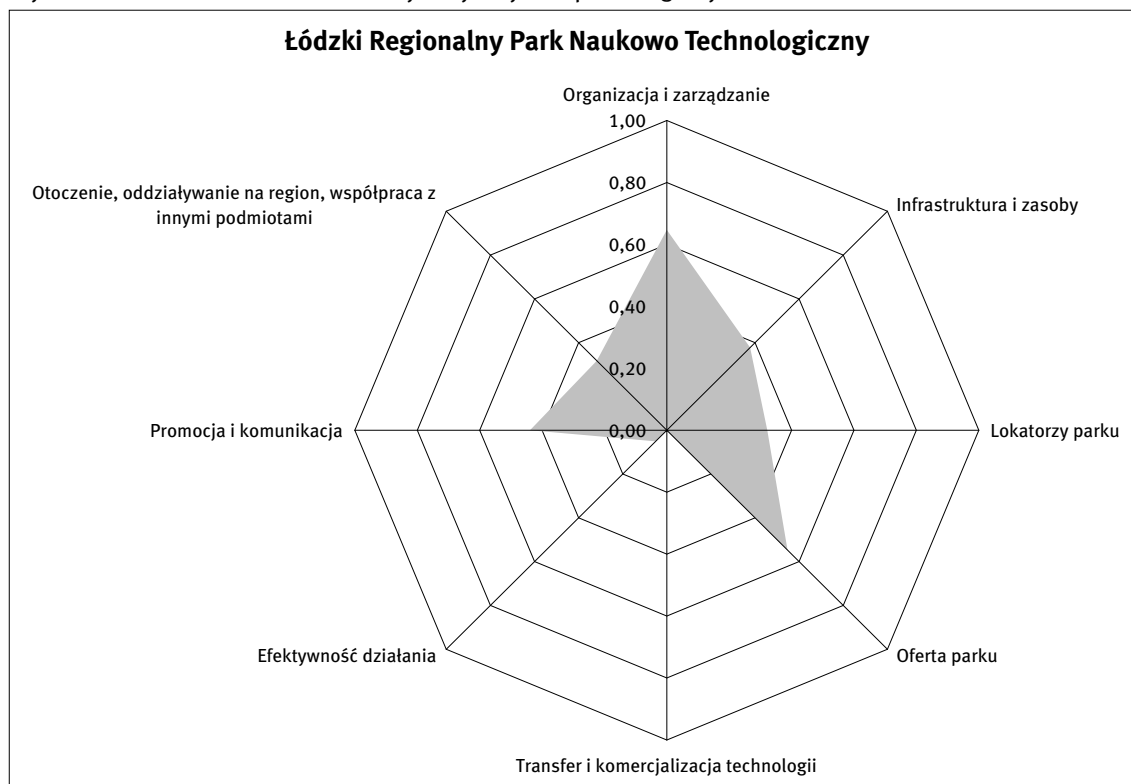 Łódzki Regionalny Park Naukowo Technologiczny
Organizacja i zarządzanie
1,00
0,80
0,60
0,40
0,20
0,00
Infrastruktura i zasoby
Lokatorzy parku
Oferta parku
Transfer i komercjalizacja technologii
Efektywność działania
Promocja i komunikacja
Otoczenie, oddziaływanie na region, współpraca z
innymi podmiotami